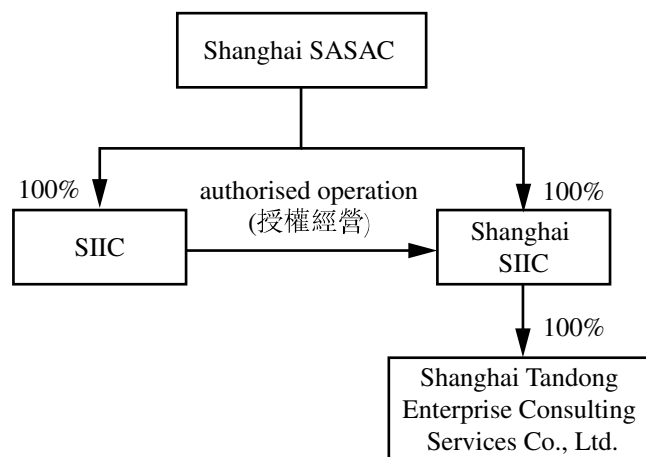 Shanghai SASAC
100%
authorised operation
(授權經營)
100%
SIIC
Shanghai
SIIC
100%
Shanghai Tandong
Enterprise Consulting
Services Co., Ltd.